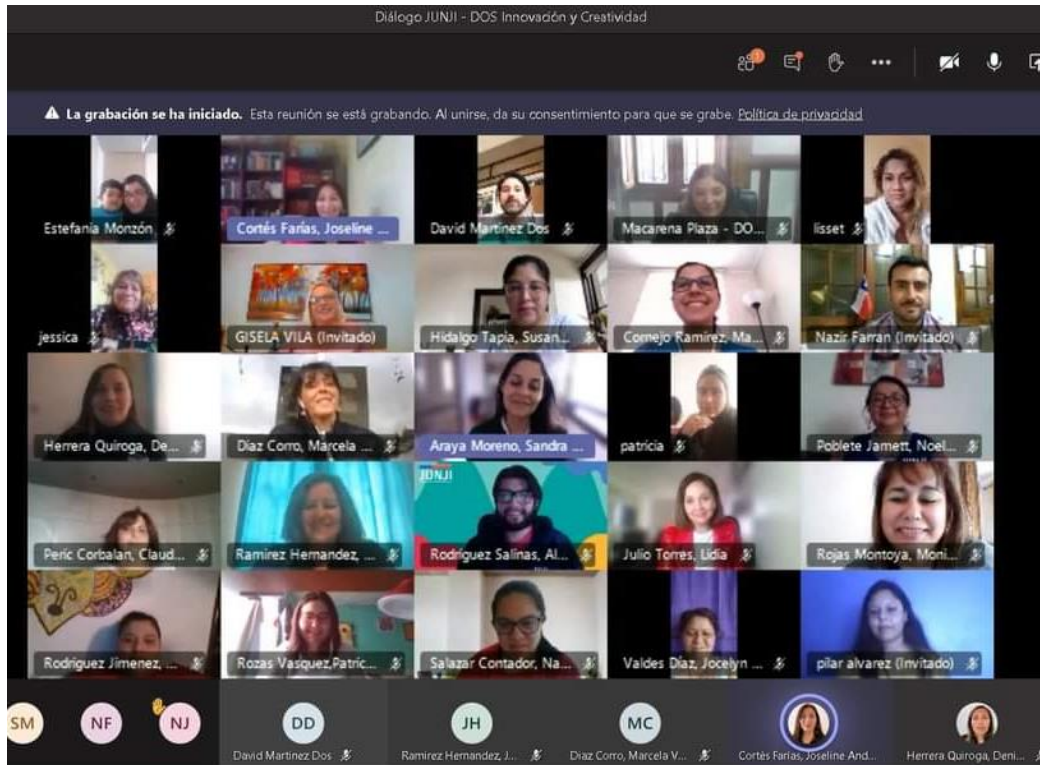 Diálogo JUNJI - DOS Innovación y Creatividad
1
La grabación se ha iniciado. Esta reunión se está grabando. Al unirse, da su consentimiento para que se grabe. Política de privacidad
Estefanía Monzón
Cortés Farías, Joseline ...
David Martinez Dos
Macarena Plaza - DO...
lisset
jessica
GISELA VILA (Invitado)
Hidalgo Tapia, Susan...
Cornejo Ramirez, Ma...
Nazir Farran (Invitado)
Herrera Quiroga, De...
Diaz Corro, Marcela ...
Araya Moreno, Sandra ...
patricia
Poblete Jamett, Noel...
JUNJI
Peric Corbalan, Claud...
Ramirez Hernandez, ...
Rodríguez Salinas, Al...
Julio Torres, Lidia
Rojas Montoya, Moni...
Rodriguez Jimenez, ...
Rozas Vasquez,Patric...
Salazar Contador, Na...
Valdes Díaz, Jocelyn ...
pilar alvarez (Invitado)
SM
NF
NJ
DD
JH
MC
David Martinez Dos
Ramirez Hernandez, J...
Diaz Corro, Marcela V...
Cortés Farías, Joseline And...
Herrera Quiroga, Deni...